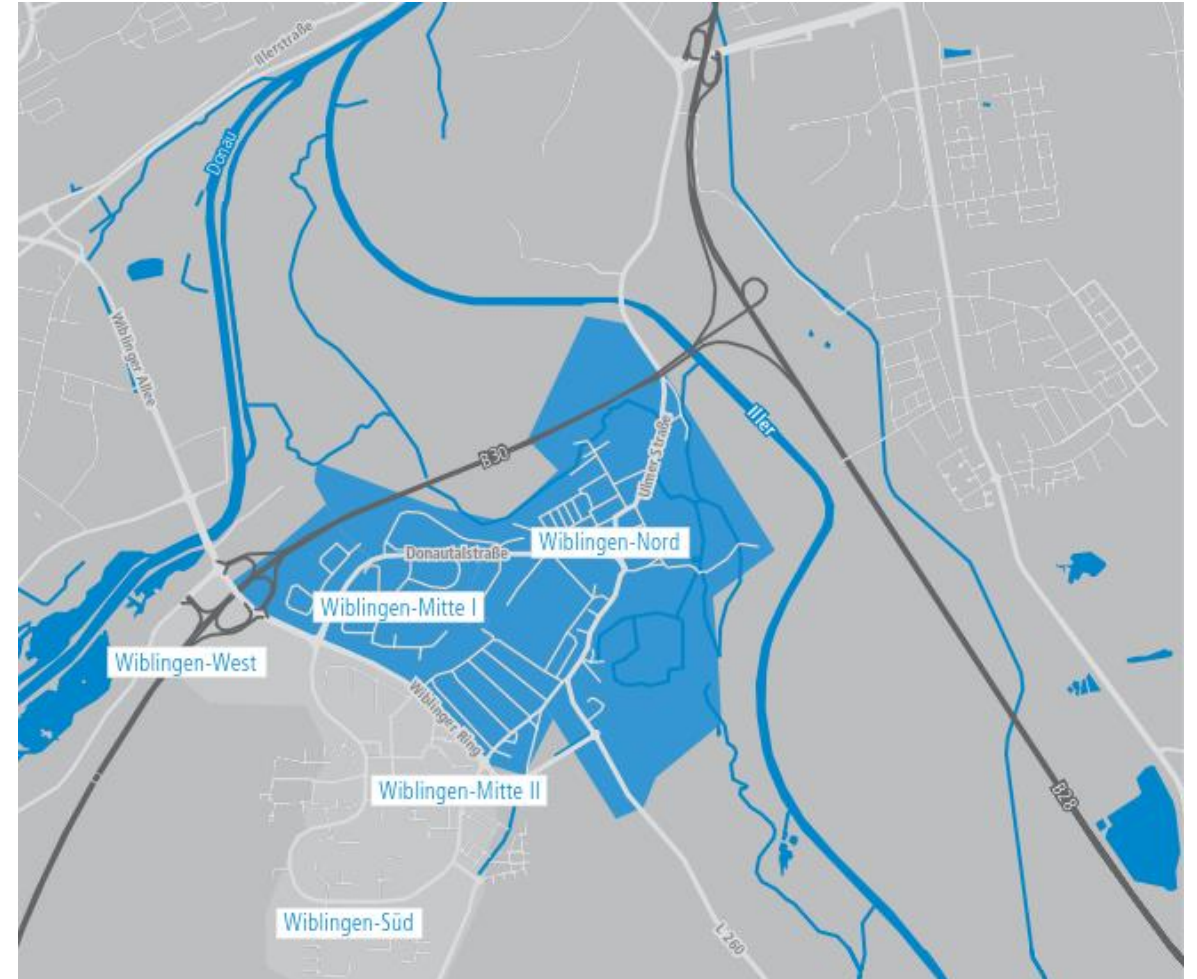 Illerstraße
Donau
Wiblinger Allee
Iller
B30
Ulmer Straße
Wiblingen-Nord
Donautalstraße
Wiblingen-Mitte I
Wiblingen-West
Wiblinger Ring
Wiblingen-Mitte II
B28
Wiblingen-Süd
L 260